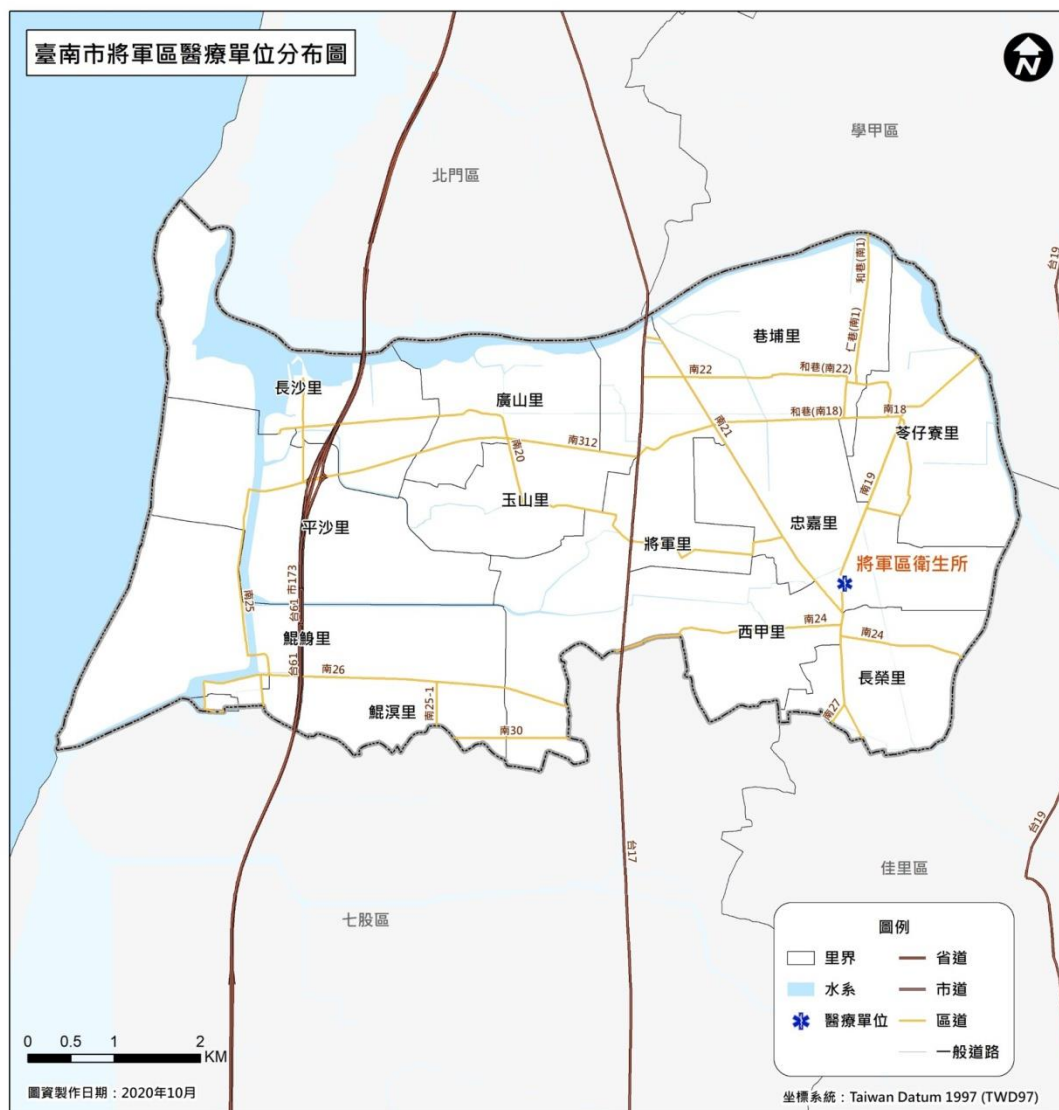 臺南市將軍區醫療單位分布圖
N
學甲區
北門區
台19
和巷(南1)
仁巷(南1)
巷埔里
長沙里
廣山里
南22
和巷(南22)
和巷(南18)
南18
南21
南312
南20
苓仔寮里
南19
玉山里
忠嘉里
平沙里
將軍里
將軍區衛生所
市173
台61
南25
鯤鯓里
西甲里
南24
南24
台61
南26
長榮里
鯤溟里
南25-1
南27
南30
台17
台19
佳里區
七股區
圖例
里界
省道
水系
市道
醫療單位
區道
一般道路
0 0.5 1 2
KM
圖資製作日期：2020年10月
坐標系統：Taiwan Datum 1997 (TWD97)